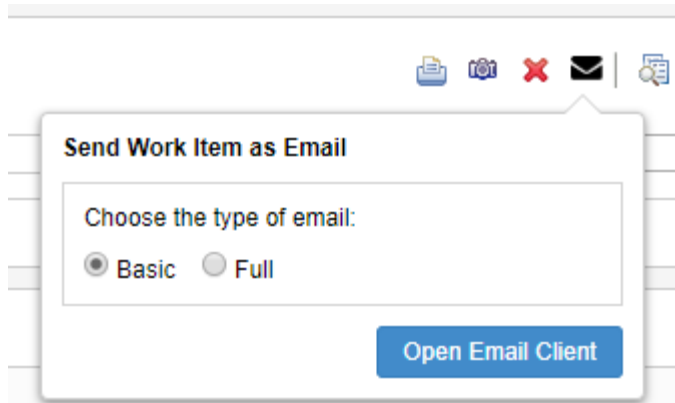 Send Work Item as Email
Choose the type of email:
Basic Full
Open Email Client